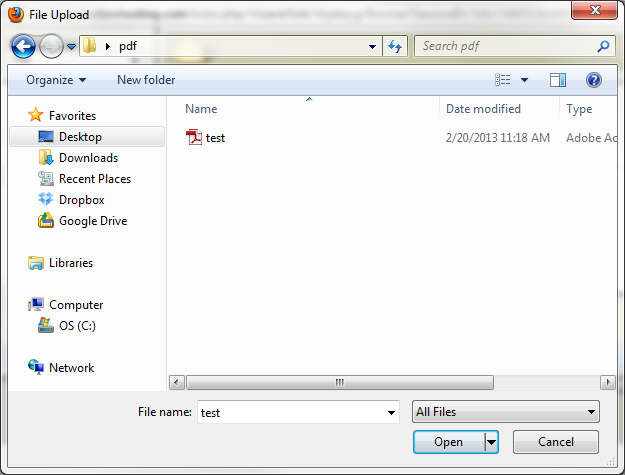 File Upload
pdf
Search pdf
Organize
New folder
Name
Date modified
Type
Favorites
Desktop
test
2/20/2013 11:18 AM
Adobe Ac
Downloads
Recent Places
Dropbox
Google Drive
Libraries
Computer
OS (C:)
Network
File name:
test
All Files
Open
Cancel